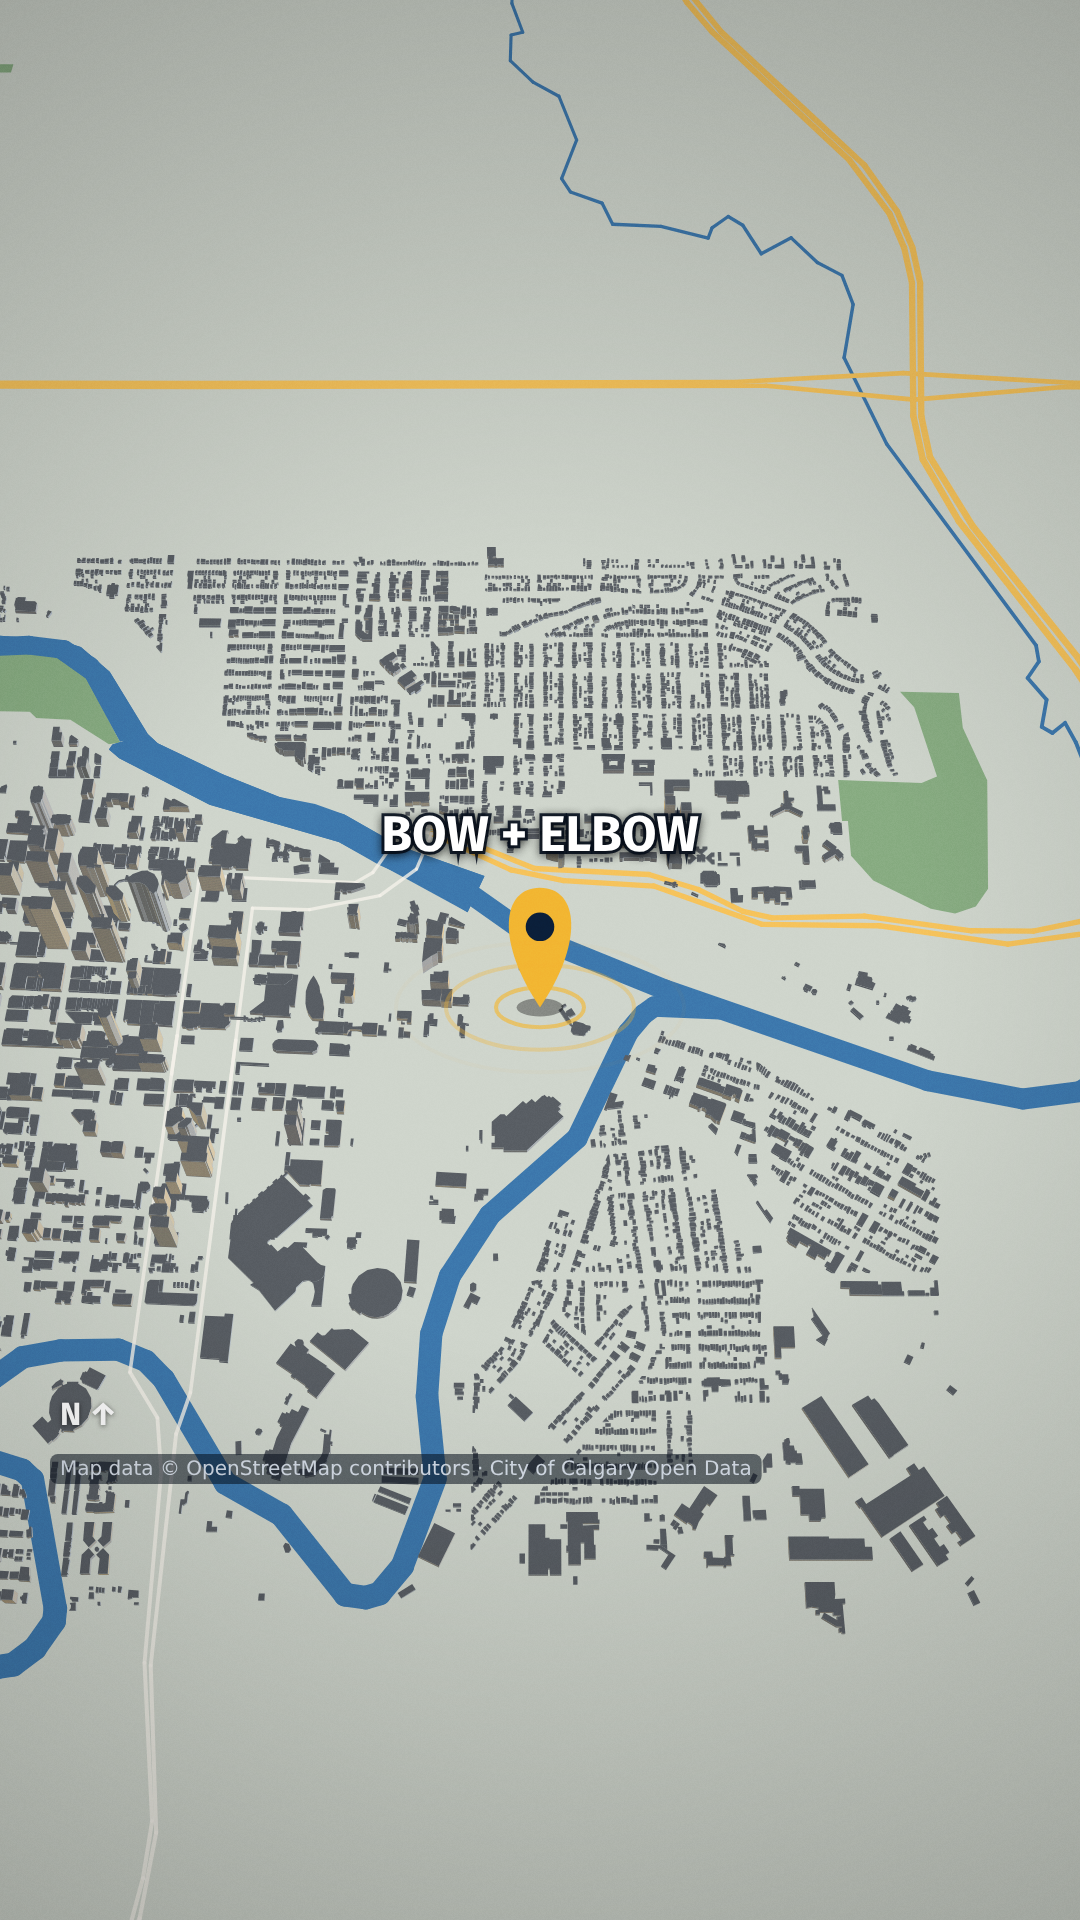 BOW + ELBOW
N ↑
Map data © OpenStreetMap contributors · City of Calgary Open Data